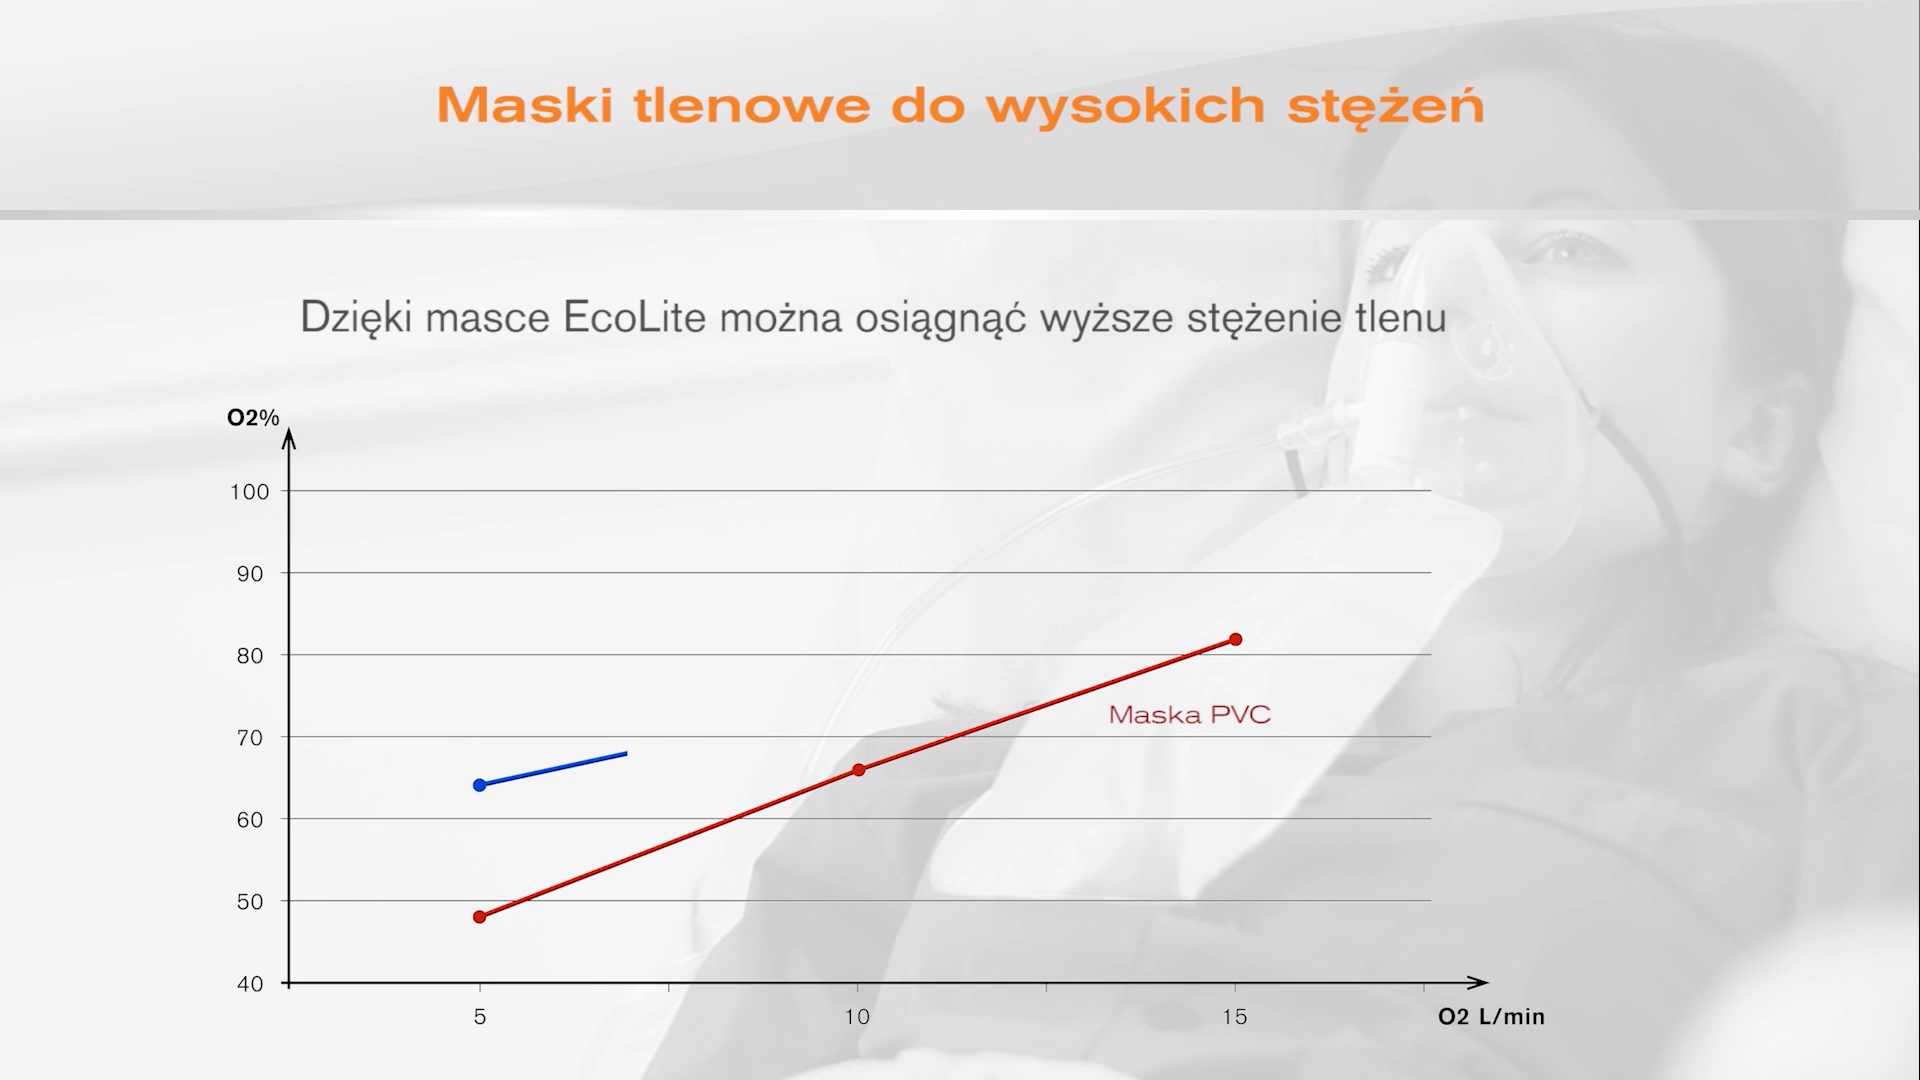 Maski tlenowe do wysokich stężeń
Dzięki masce EcoLite można osiągnąć wyższe stężenie tlenu
O2%
100
90
80
70
60
50
40
Maska PVC
5 10 15 O2 L/min